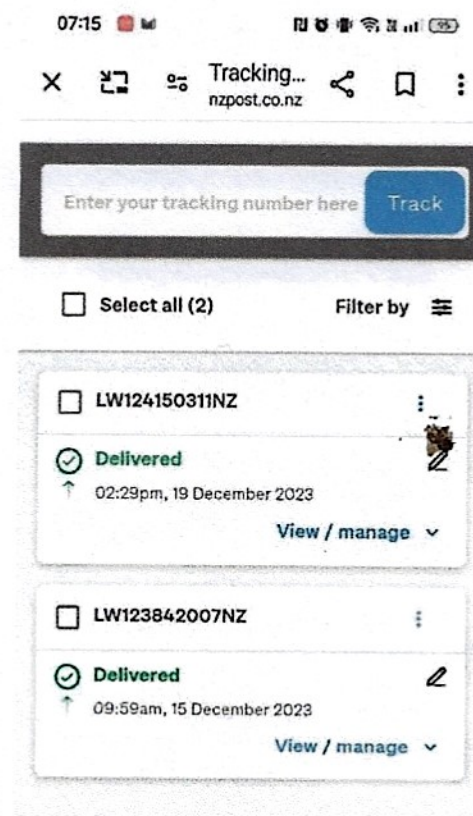 07:15
95
Tracking...
nzpost.co.nz
Enter your tracking number here
Track
Select all (2)
Filter by
LW124150311NZ
Delivered
02:29pm, 19 December 2023
View / manage
LW123842007NZ
Delivered
09:59am, 15 December 2023
View / manage